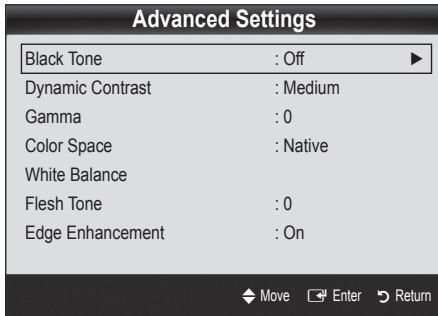 Advanced Settings
Black Tone : Off ▶
Dynamic Contrast : Medium
Gamma : 0
Color Space : Native
White Balance
Flesh Tone : 0
Edge Enhancement : On
Move Enter Return